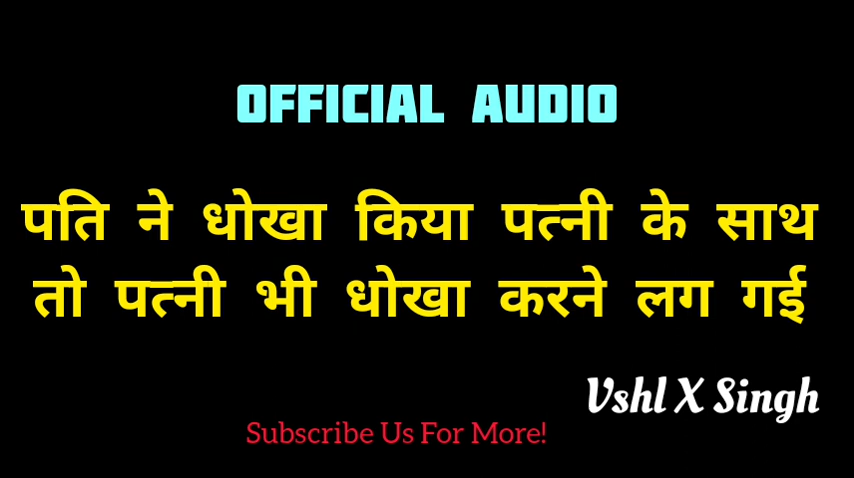 OFFICIAL AUDIO
पति ने धोखा किया पत्नी के साथ
तो पत्नी भी धोखा करने लग गई
Vshl X Singh
Subscribe Us For More!